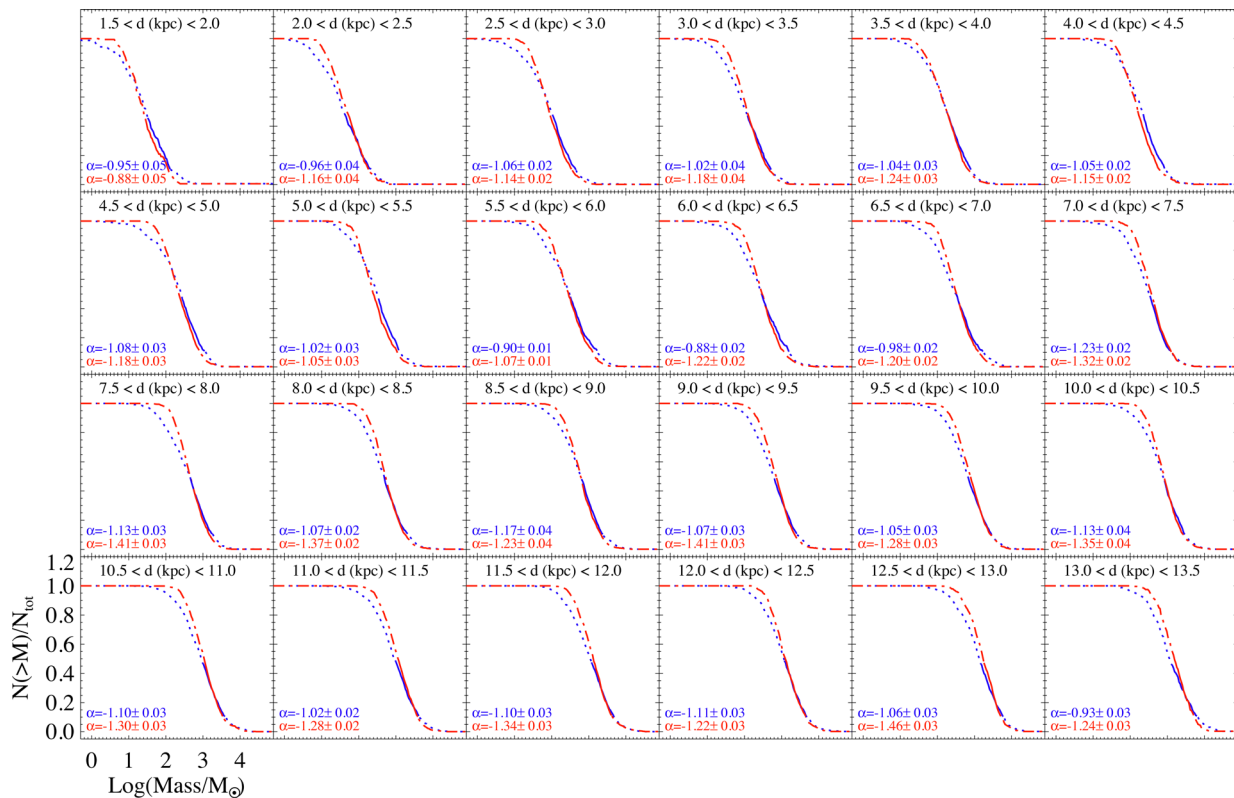 1.5 < d (kpc) < 2.0
α=-0.95± 0.05
α=-0.88± 0.05
2.0 < d (kpc) < 2.5
α=-0.96± 0.04
α=-1.16± 0.04
2.5 < d (kpc) < 3.0
α=-1.06± 0.02
α=-1.14± 0.02
3.0 < d (kpc) < 3.5
α=-1.02± 0.04
α=-1.18± 0.04
3.5 < d (kpc) < 4.0
α=-1.04± 0.03
α=-1.24± 0.03
4.0 < d (kpc) < 4.5
α=-1.05± 0.02
α=-1.15± 0.02
4.5 < d (kpc) < 5.0
α=-1.08± 0.03
α=-1.18± 0.03
5.0 < d (kpc) < 5.5
α=-1.02± 0.03
α=-1.05± 0.03
5.5 < d (kpc) < 6.0
α=-0.90± 0.01
α=-1.07± 0.01
6.0 < d (kpc) < 6.5
α=-0.88± 0.02
α=-1.22± 0.02
6.5 < d (kpc) < 7.0
α=-0.98± 0.02
α=-1.20± 0.02
7.0 < d (kpc) < 7.5
α=-1.23± 0.02
α=-1.32± 0.02
7.5 < d (kpc) < 8.0
α=-1.13± 0.03
α=-1.41± 0.03
8.0 < d (kpc) < 8.5
α=-1.07± 0.02
α=-1.37± 0.02
8.5 < d (kpc) < 9.0
α=-1.17± 0.04
α=-1.23± 0.04
9.0 < d (kpc) < 9.5
α=-1.07± 0.03
α=-1.41± 0.03
9.5 < d (kpc) < 10.0
α=-1.05± 0.03
α=-1.28± 0.03
10.0 < d (kpc) < 10.5
α=-1.13± 0.04
α=-1.35± 0.04
10.5 < d (kpc) < 11.0
α=-1.10± 0.03
α=-1.30± 0.03
11.0 < d (kpc) < 11.5
α=-1.02± 0.02
α=-1.28± 0.02
11.5 < d (kpc) < 12.0
α=-1.10± 0.03
α=-1.34± 0.03
12.0 < d (kpc) < 12.5
α=-1.11± 0.03
α=-1.22± 0.03
12.5 < d (kpc) < 13.0
α=-1.06± 0.03
α=-1.46± 0.03
13.0 < d (kpc) < 13.5
α=-0.93± 0.03
α=-1.24± 0.03
N(>M)/N_tot
1.2
1.0
0.8
0.6
0.4
0.2
0.0
0 1 2 3 4
Log(Mass/M⊙)